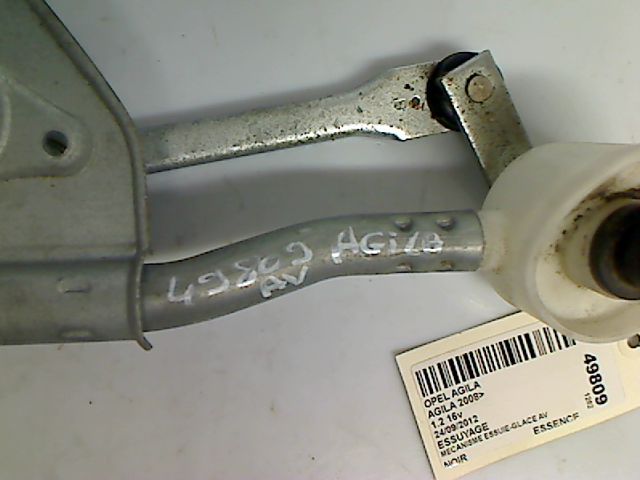 49809 AGiLA
AV
49809
1262
OPEL AGILA
AGILA 2008>
1.2 16v
24/09/2012
ESSUYAGE
MECANISME ESSUIE-GLACE AV
ESSENCE
NOIR